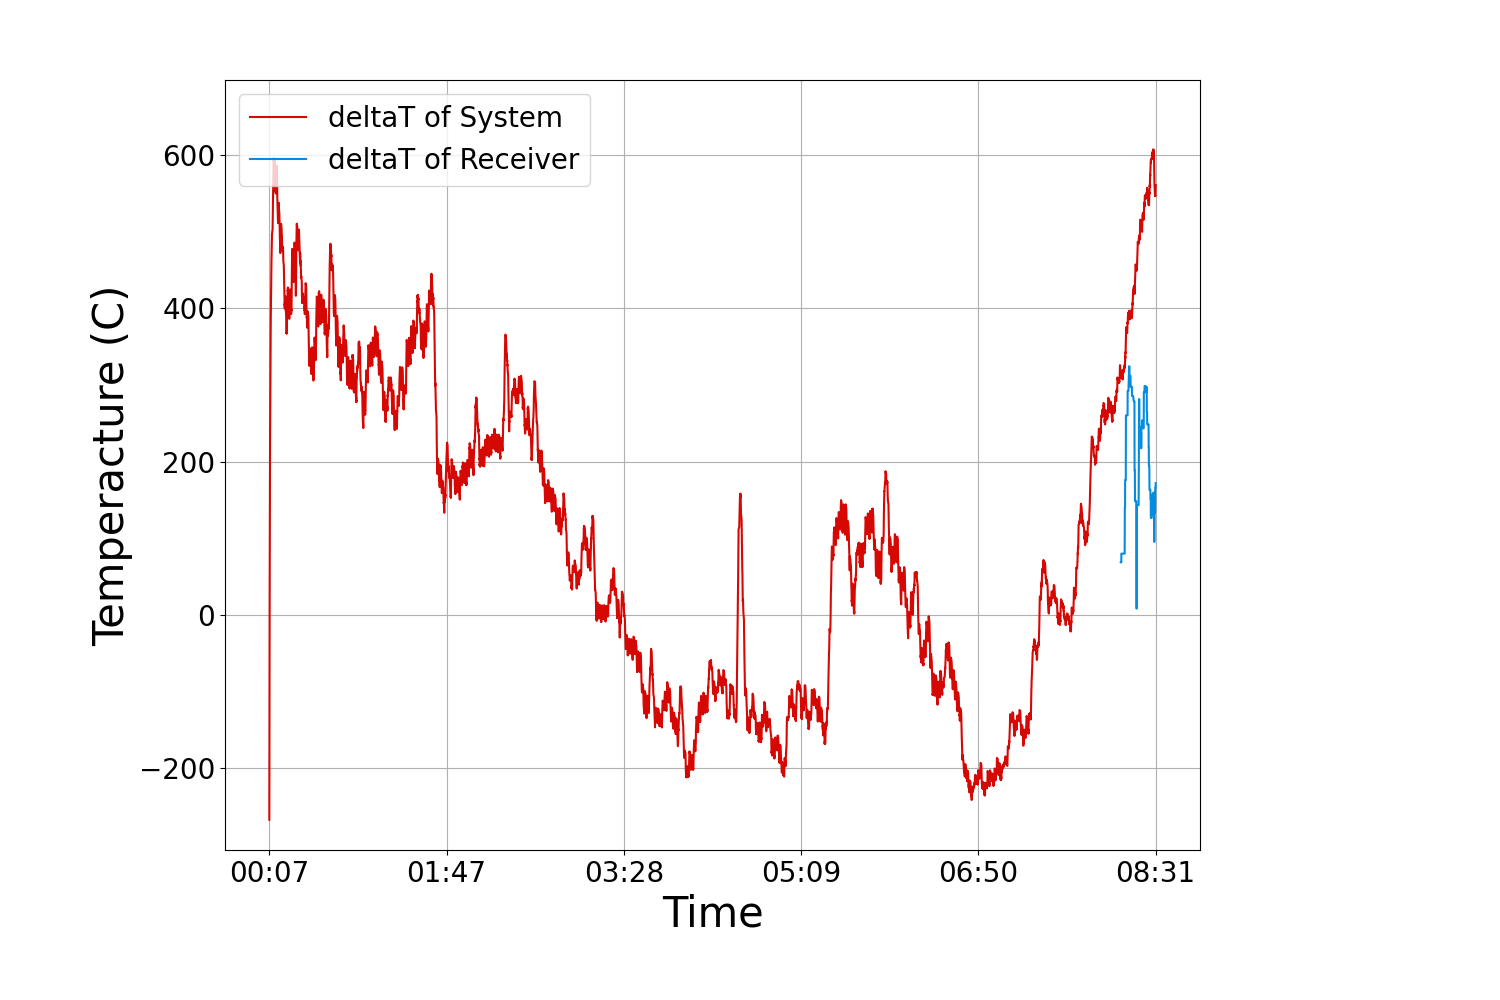 deltaT of System
deltaT of Receiver
600
400
200
0
−200
Temperacture (C)
00:07 01:47 03:28 05:09 06:50 08:31
Time